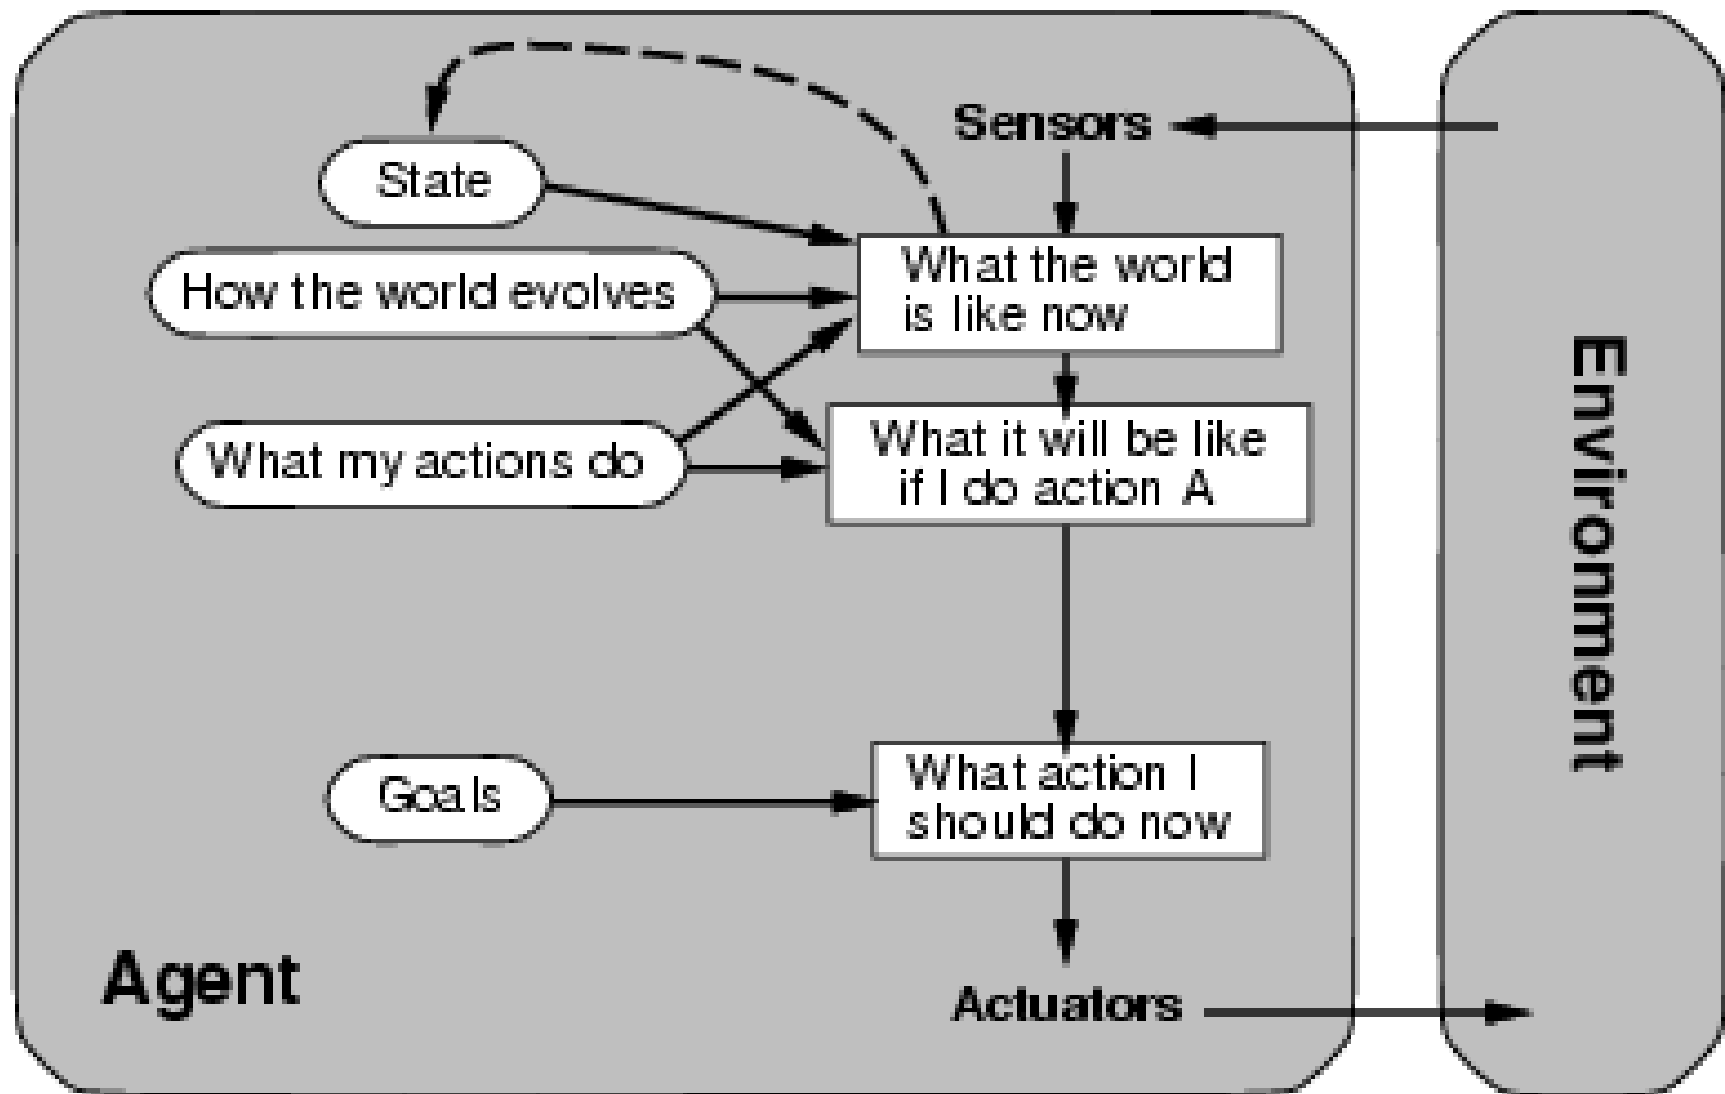 Sensors
State
What the world
is like now
How the world evolves
What my actions do
What it will be like
if I do action A
Goals
What action I
should do now
Agent
Actuators
Environment